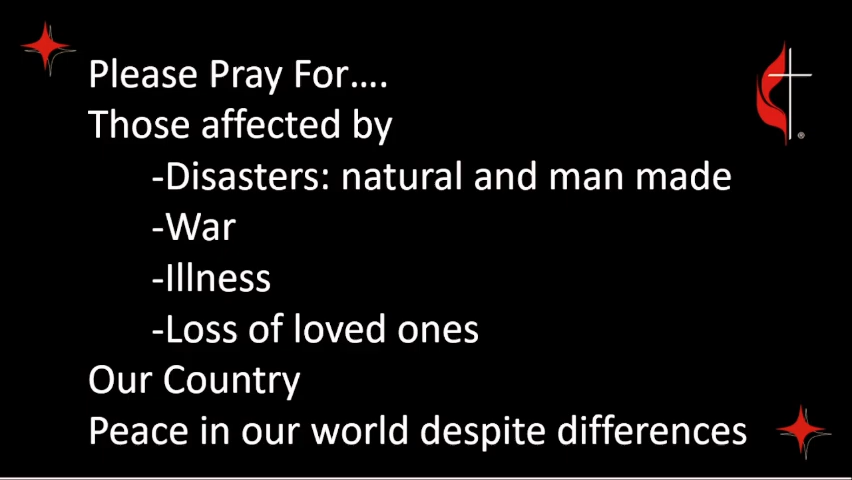 Please Pray For....
Those affected by
-Disasters: natural and man made
-War
-Illness
-Loss of loved ones
Our Country
Peace in our world despite differences
®